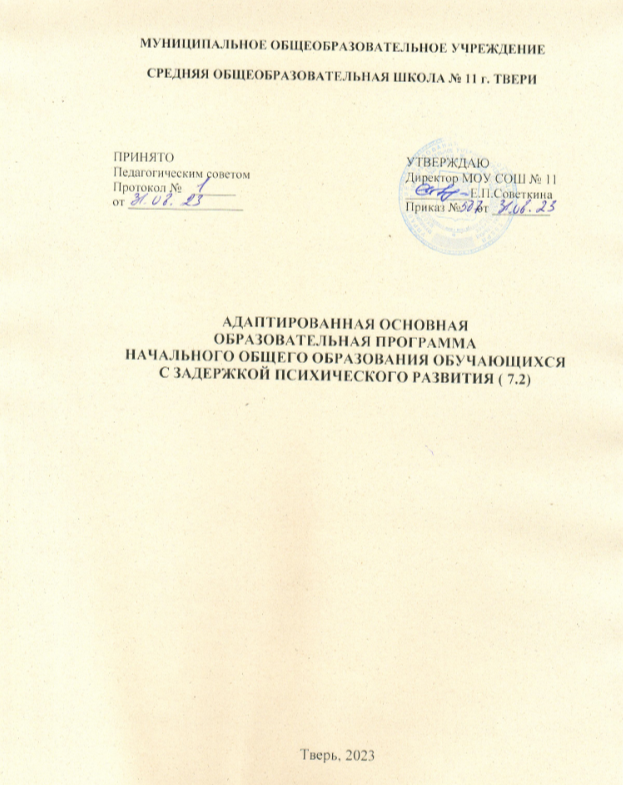 МУНИЦИПАЛЬНОЕ ОБЩЕОБРАЗОВАТЕЛЬНОЕ УЧРЕЖДЕНИЕ
СРЕДНЯЯ ОБЩЕОБРАЗОВАТЕЛЬНАЯ ШКОЛА № 11 г. ТВЕРИ
ПРИНЯТО
Педагогическим советом
Протокол № 1
от 31.08.23
УТВЕРЖДАЮ
Директор МОУ СОШ № 11
Е.П.Советкина
Приказ № от 31.08.23
АДАПТИРОВАННАЯ ОСНОВНАЯ
ОБРАЗОВАТЕЛЬНАЯ ПРОГРАММА
НАЧАЛЬНОГО ОБЩЕГО ОБРАЗОВАНИЯ ОБУЧАЮЩИХСЯ
С ЗАДЕРЖКОЙ ПСИХИЧЕСКОГО РАЗВИТИЯ ( 7.2)
Тверь, 2023